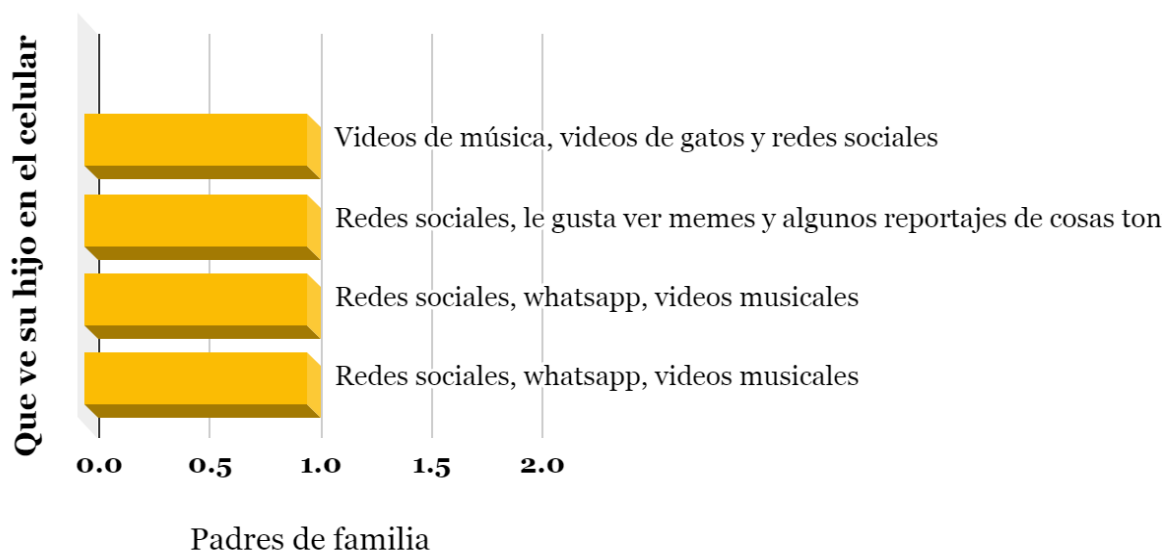 Que ve su hijo en el celular
Videos de música, videos de gatos y redes sociales
Redes sociales, le gusta ver memes y algunos reportajes de cosas ton
Redes sociales, whatsapp, videos musicales
Redes sociales, whatsapp, videos musicales
0.0 0.5 1.0 1.5 2.0
Padres de familia